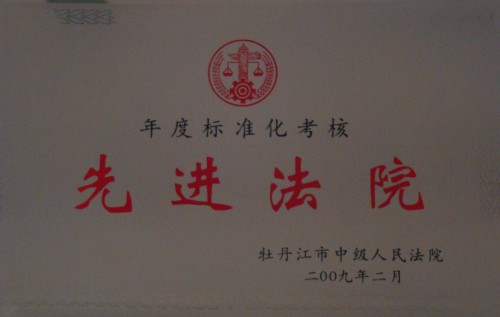 年度标准化考核
先进法院
牡丹江市中级人民法院
二00九年二月